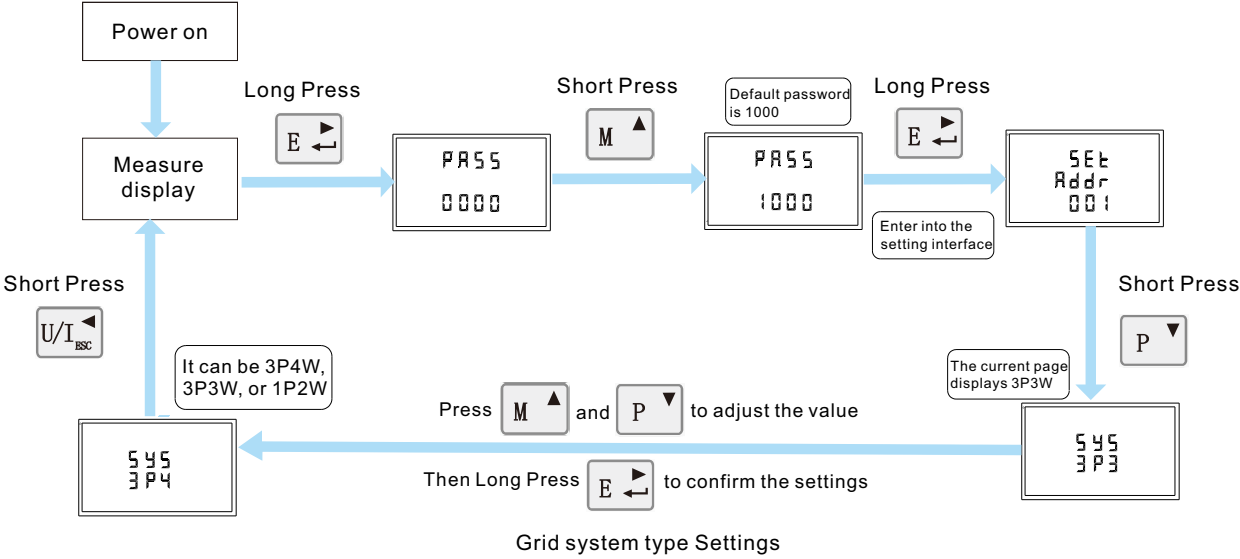 Power on
Long Press
E
Short Press
M
Default password
is 1000
Long Press
E
Measure
display
PASS
0000
PASS
1000
SEt
Addr
001
Enter into the
setting interface
Short Press
U/I ESC
Short Press
P
It can be 3P4W,
3P3W, or 1P2W
The current page
displays 3P3W
Press M and P to adjust the value
SYS
3P4
SYS
3P3
Then Long Press E to confirm the settings
Grid system type Settings